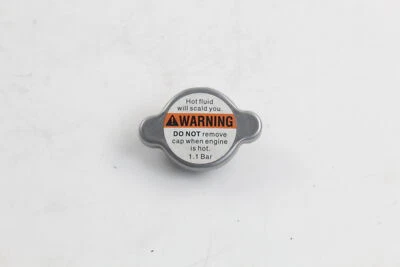 Hot fluid
will scald you.
WARNING
DO NOT remove
cap when engine
is hot.
1.1 Bar